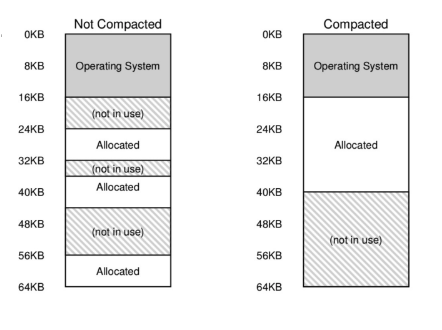 Not Compacted
0KB
8KB
Operating System
16KB
(not in use)
24KB
Allocated
32KB
(not in use)
Allocated
40KB
48KB
(not in use)
56KB
Allocated
64KB
Compacted
0KB
8KB
Operating System
16KB
24KB
Allocated
32KB
40KB
48KB
(not in use)
56KB
64KB